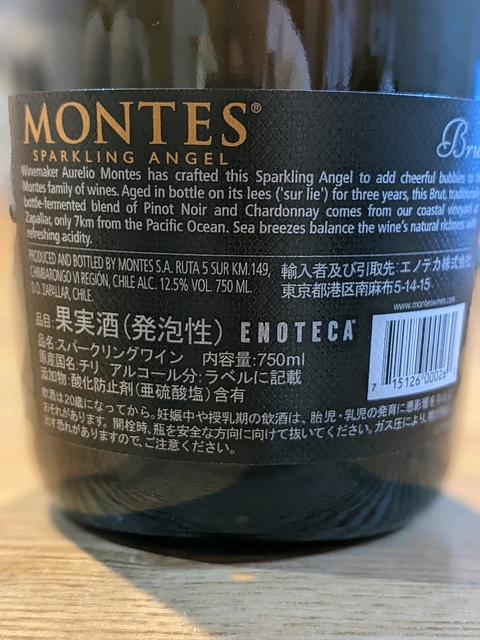 MONTES®
SPARKLING ANGEL
Brut
Winemaker Aurelio Montes has crafted this Sparkling Angel to add cheerful bubbles to the
Montes family of wines. Aged in bottle on its lees ('sur lie') for three years, this Brut, traditionally
bottle-fermented blend of Pinot Noir and Chardonnay comes from our coastal vineyard at
Zapallar, only 7km from the Pacific Ocean. Sea breezes balance the wine's natural richness with
refreshing acidity.
PRODUCED AND BOTTLED BY MONTES S.A. RUTA 5 SUR KM.149,
CHIMBARONGO VI REGIÓN, CHILE ALC. 12.5% VOL. 750 ML.
D.O. ZAPALLAR, CHILE.
輸入者及び引取先:エノテカ株式会社
東京都港区南麻布5-14-15
www.monteswines.com
品目:果実酒(発泡性) ENOTECA
品名:スパークリングワイン 内容量:750ml
原産国名:チリ アルコール分:ラベルに記載
添加物:酸化防止剤(亜硫酸塩)含有
7 15126 00026
飲酒は20歳になってから。妊娠中や授乳期の飲酒は、胎児・乳児の発育に悪影響を
おそれがあります。開栓時、瓶を安全な方向に向けて抜いてください。ガス圧により、
出す恐れがありますので、ご注意ください。